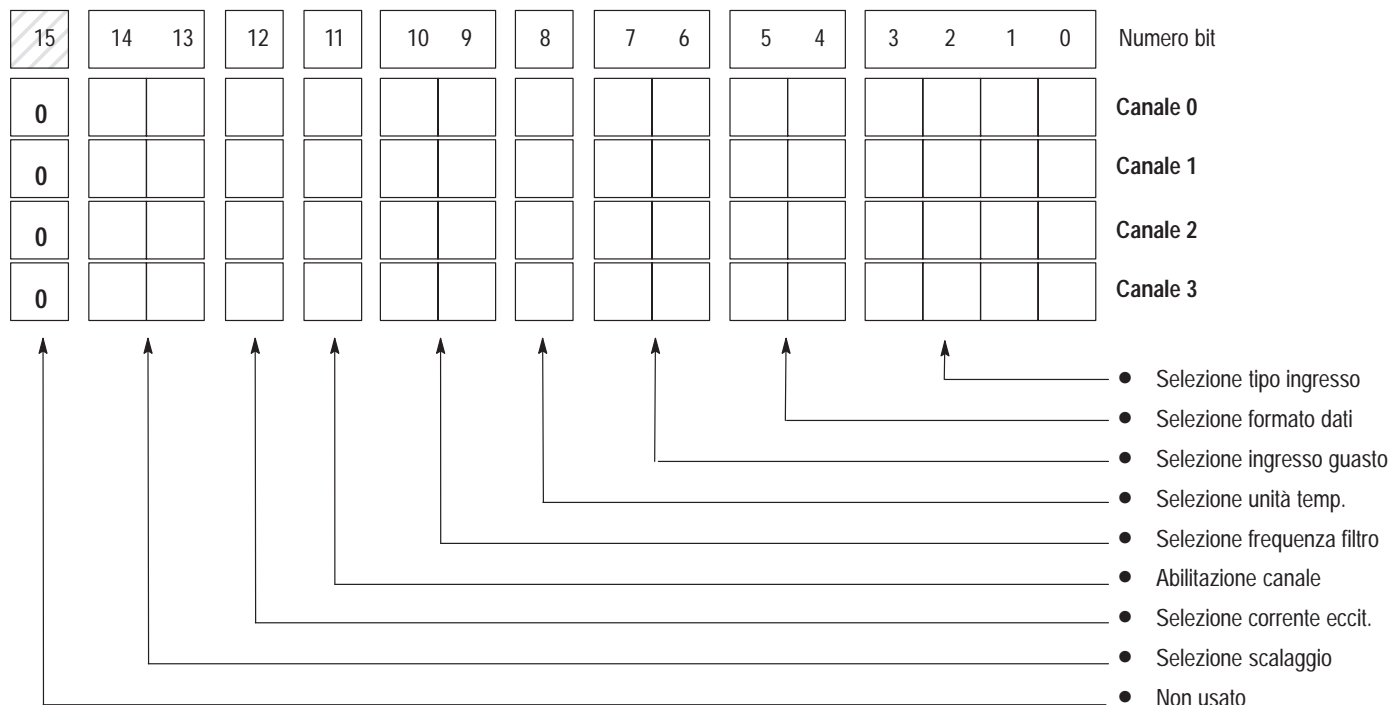 15 14 13 12 11 10 9 8 7 6 5 4 3 2 1 0 Numero bit
0 Canale 0
0 Canale 1
0 Canale 2
0 Canale 3
● Selezione tipo ingresso
● Selezione formato dati
● Selezione ingresso guasto
● Selezione unità temp.
● Selezione frequenza filtro
● Abilitazione canale
● Selezione corrente eccit.
● Selezione scalaggio
● Non usato